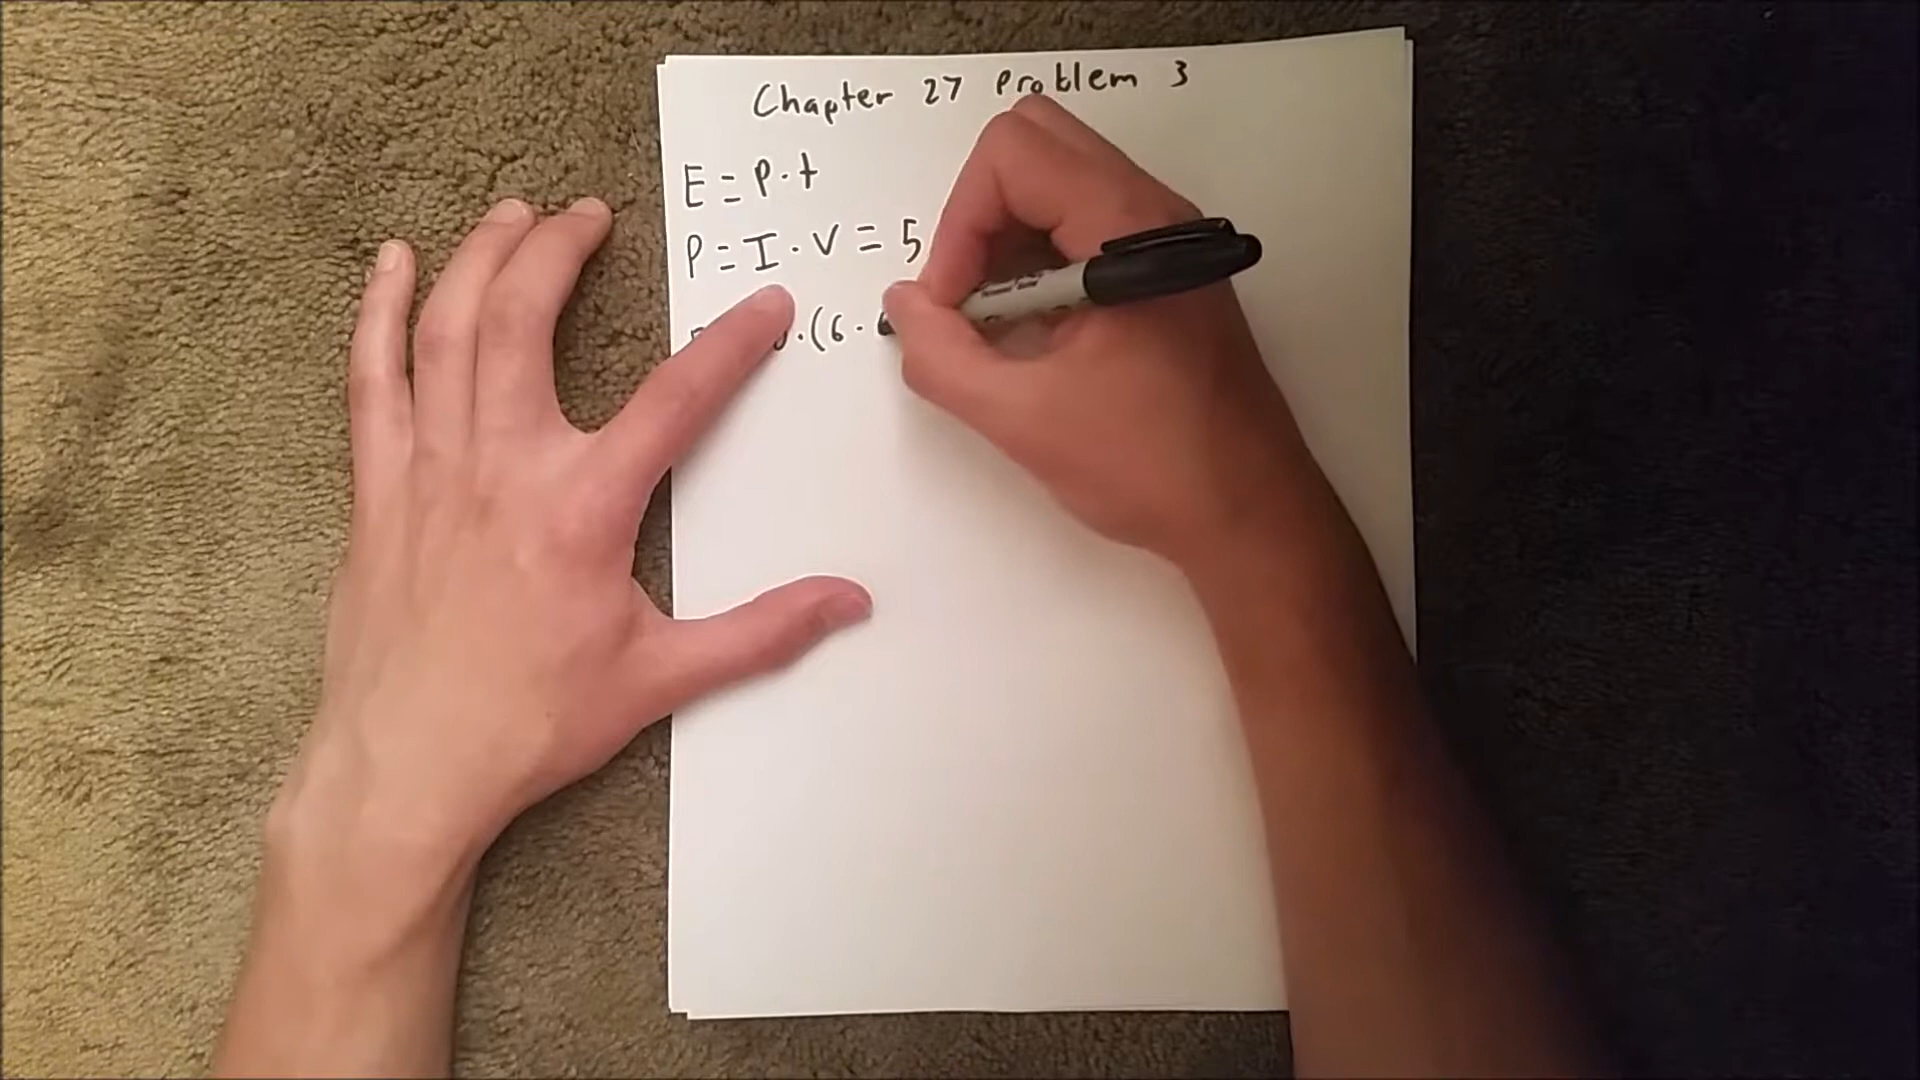 Chapter 27 Problem 3
E = P·t
P = I·V = 5
·(6·